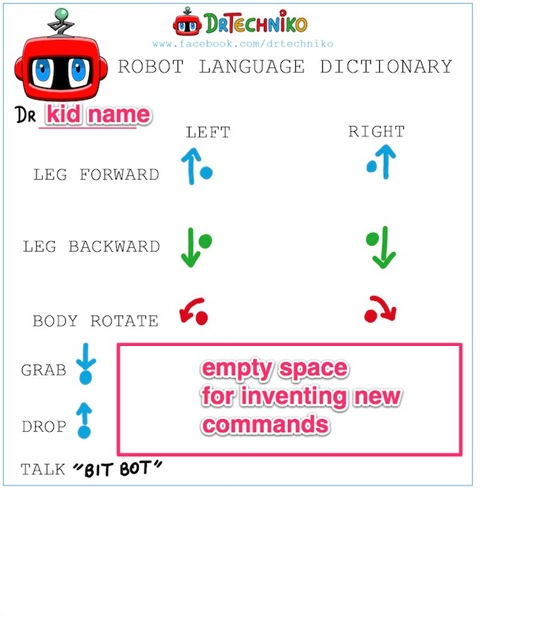 DRTECHNIKO
www.facebook.com/drtechniko
ROBOT LANGUAGE DICTIONARY
DR kid name
LEFT RIGHT
LEG FORWARD
LEG BACKWARD
BODY ROTATE
GRAB
DROP
empty space
for inventing new
commands
TALK "BIT BOT"